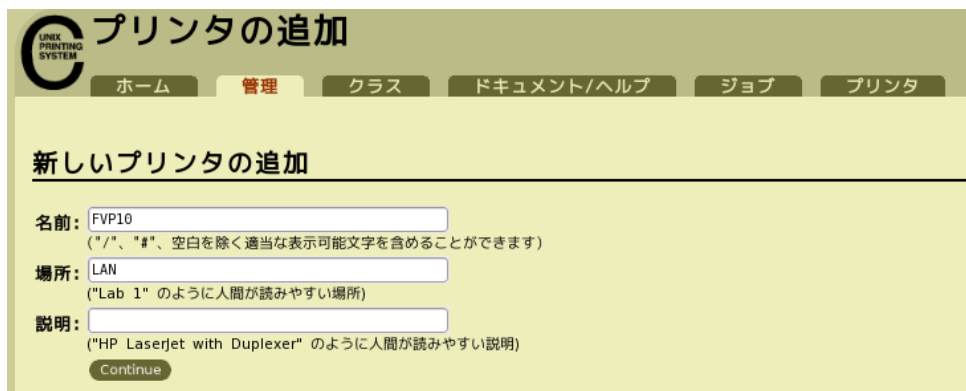 UNIX
PRINTING
SYSTEM
プリンタの追加
ホーム 管理 クラス ドキュメント/ヘルプ ジョブ プリンタ
新しいプリンタの追加
名前: FVP10
("/"、"#"、空白を除く適当な表示可能文字を含めることができます)
場所: LAN
("Lab 1" のように人間が読みやすい場所)
説明:
("HP LaserJet with Duplexer" のように人間が読みやすい説明)
Continue